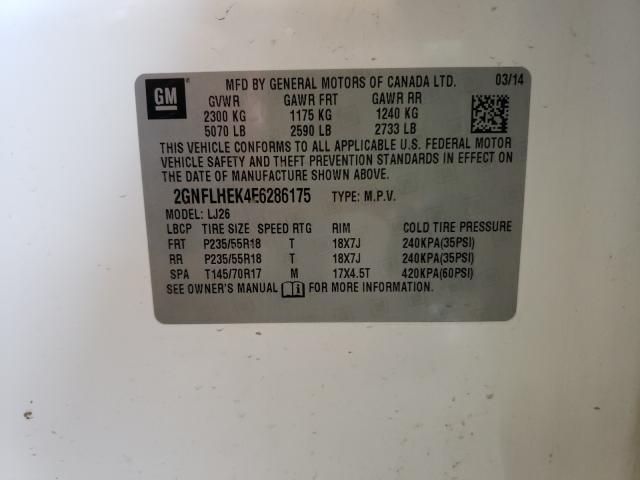 GM MFD BY GENERAL MOTORS OF CANADA LTD. 03/14
GVWR GAWR FRT GAWR RR
2300 KG 1175 KG 1240 KG
5070 LB 2590 LB 2733 LB
THIS VEHICLE CONFORMS TO ALL APPLICABLE U.S. FEDERAL MOTOR
VEHICLE SAFETY AND THEFT PREVENTION STANDARDS IN EFFECT ON
THE DATE OF MANUFACTURE SHOWN ABOVE.
2GNFLHEK4E6286175 TYPE: M.P.V.
MODEL: LJ26
LBCP TIRE SIZE SPEED RTG RIM COLD TIRE PRESSURE
FRT P235/55R18 T 18X7J 240KPA(35PSI)
RR P235/55R18 T 18X7J 240KPA(35PSI)
SPA T145/70R17 M 17X4.5T 420KPA(60PSI)
SEE OWNER'S MANUAL FOR MORE INFORMATION.